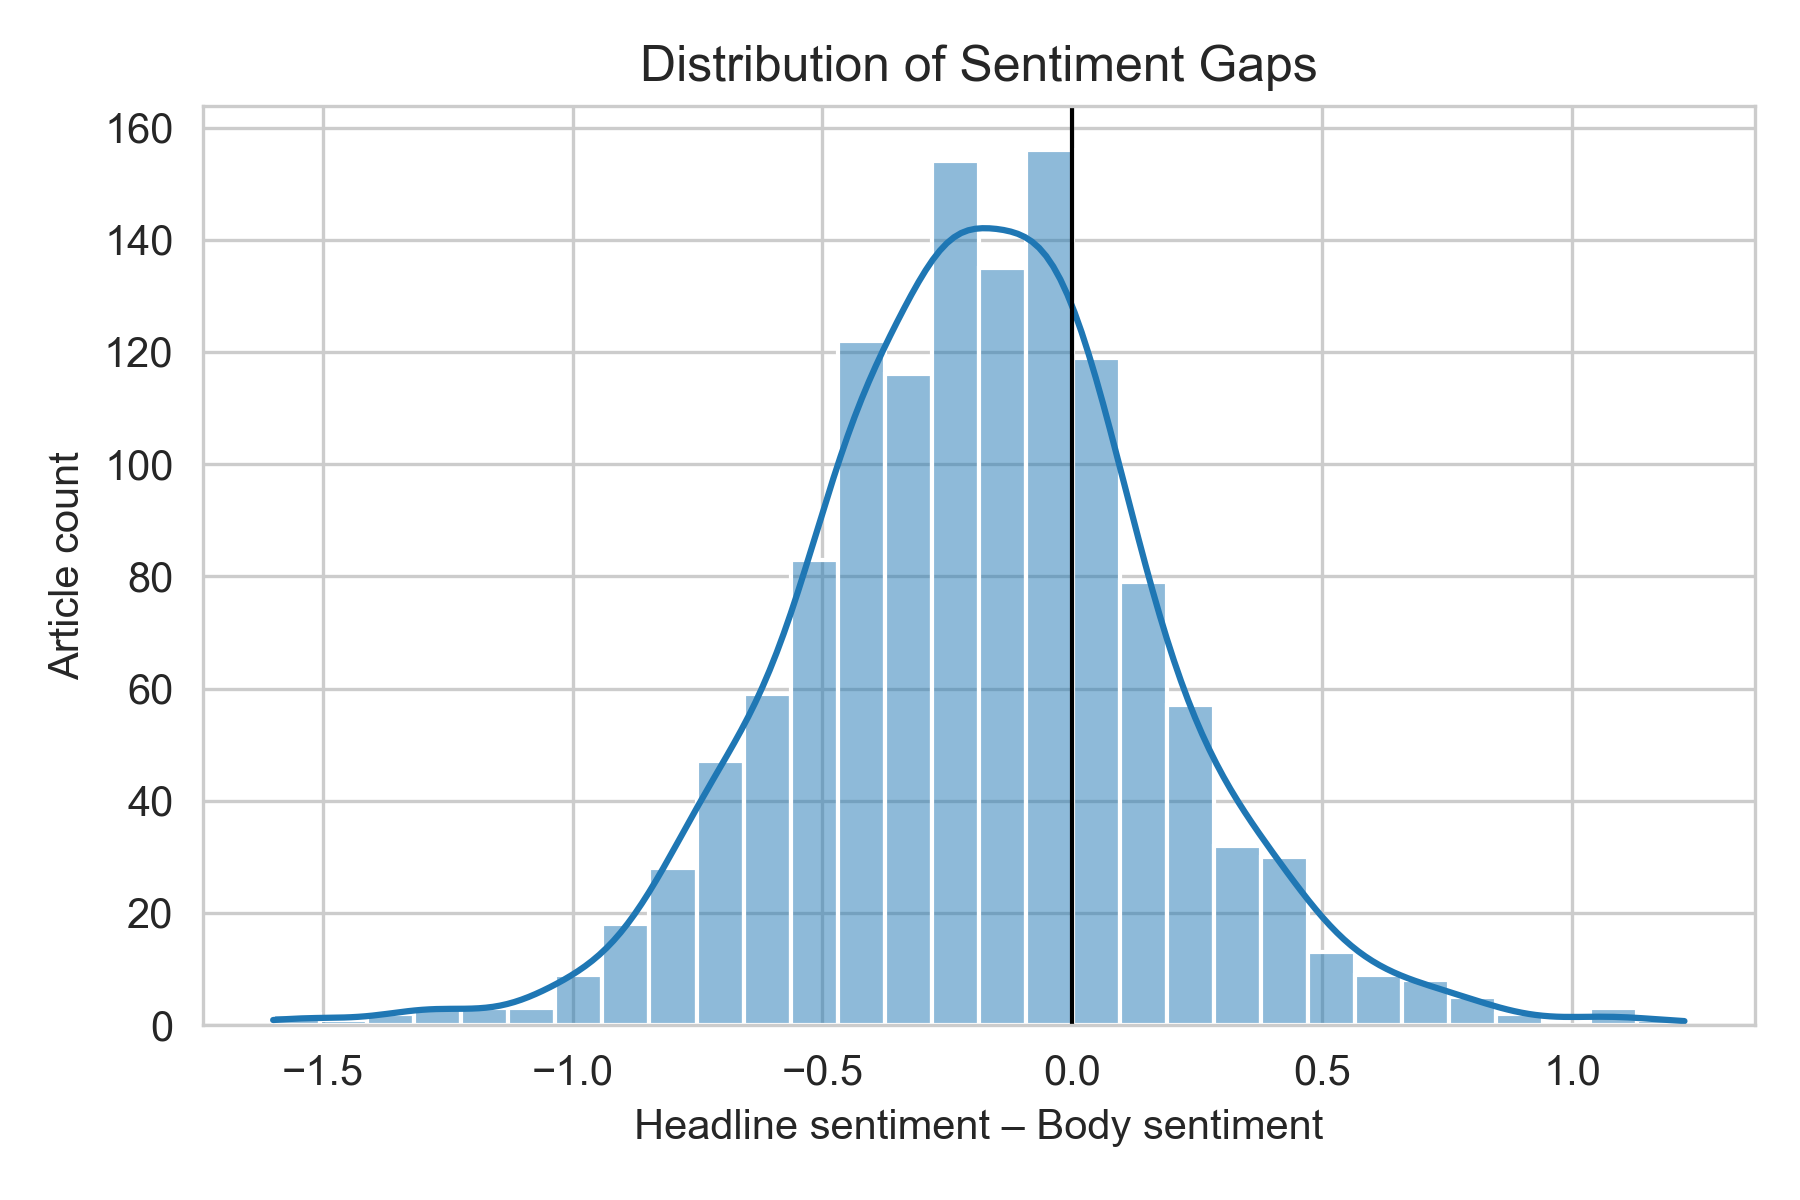 Distribution of Sentiment Gaps
160
140
120
100
80
60
40
20
0
Article count
−1.5 −1.0 −0.5 0.0 0.5 1.0
Headline sentiment – Body sentiment